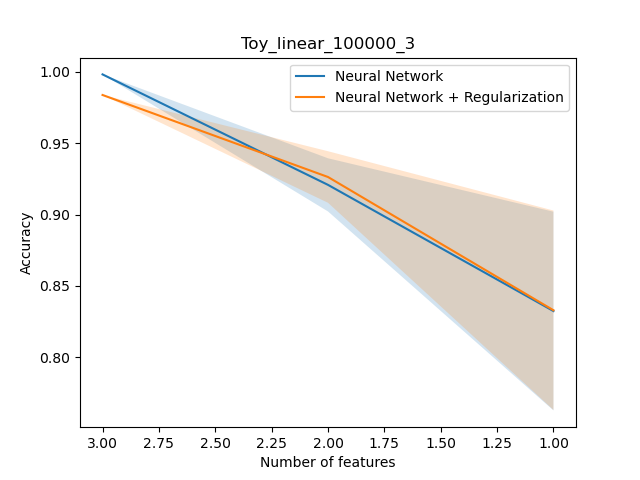 Toy_linear_100000_3
Neural Network
Neural Network + Regularization
Accuracy
1.00
0.95
0.90
0.85
0.80
3.00 2.75 2.50 2.25 2.00 1.75 1.50 1.25 1.00
Number of features